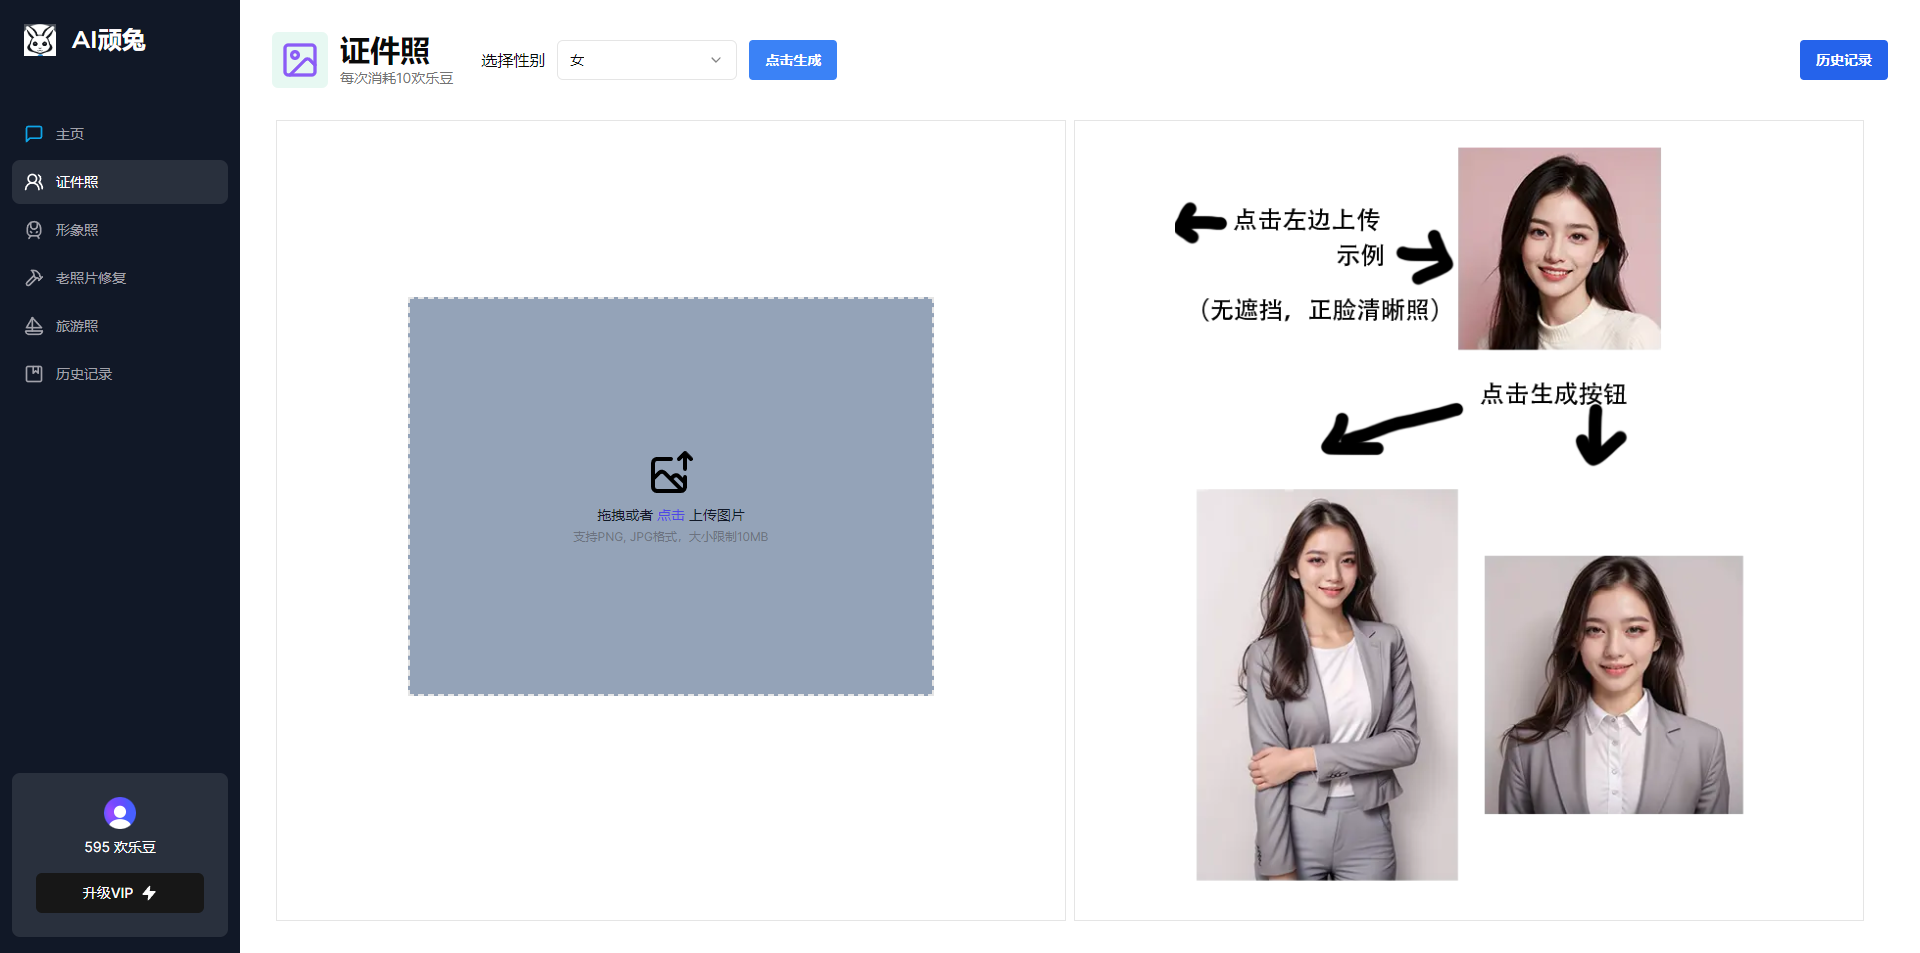 AI顽兔
主页
证件照
形象照
老照片修复
旅游照
历史记录
595 欢乐豆
升级VIP
证件照
每次消耗10欢乐豆
选择性别
女
点击生成
历史记录
拖拽或者 点击 上传图片
支持PNG, JPG格式，大小限制10MB
点击左边上传
示例
（无遮挡，正脸清晰照）
点击生成按钮